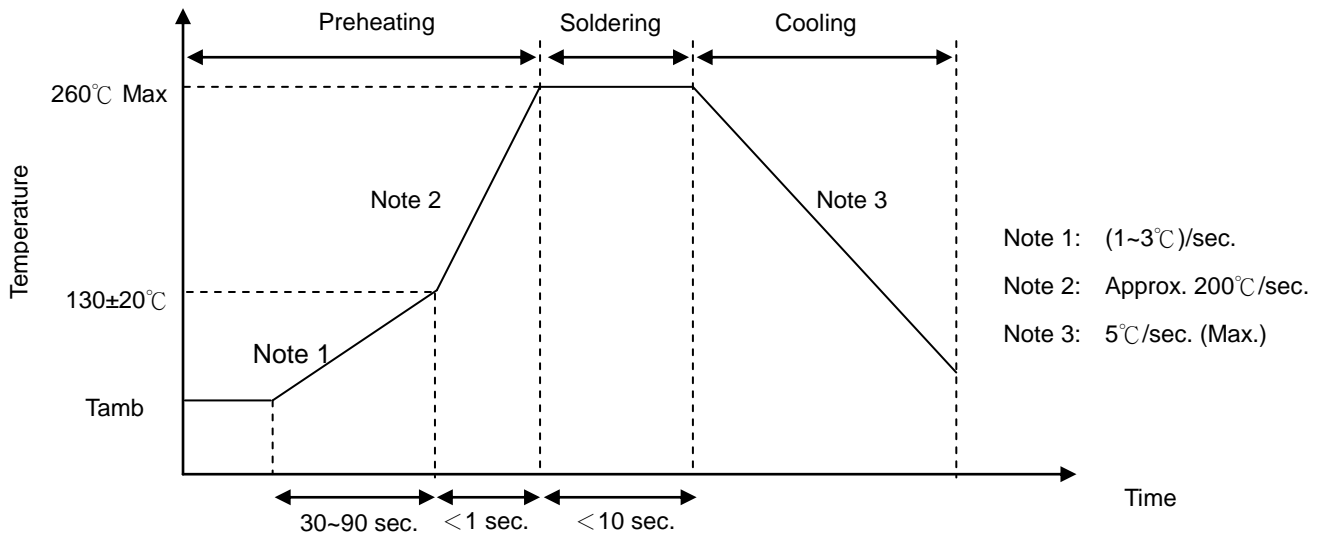 Preheating Soldering Cooling
260℃ Max
Note 2
Note 3
Temperature
Note 1: (1~3℃)/sec.
130±20℃
Note 2: Approx. 200℃/sec.
Note 3: 5℃/sec. (Max.)
Note 1
Tamb
Time
30~90 sec. ＜1 sec. ＜10 sec.